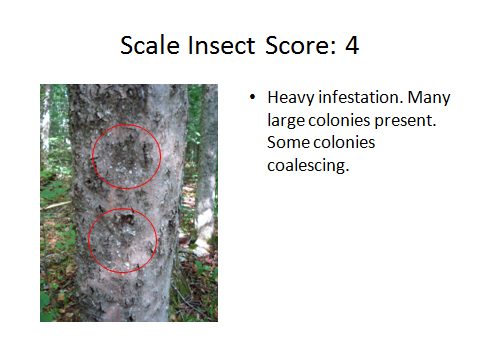 Scale Insect Score: 4
• Heavy infestation. Many
large colonies present.
Some colonies
coalescing.